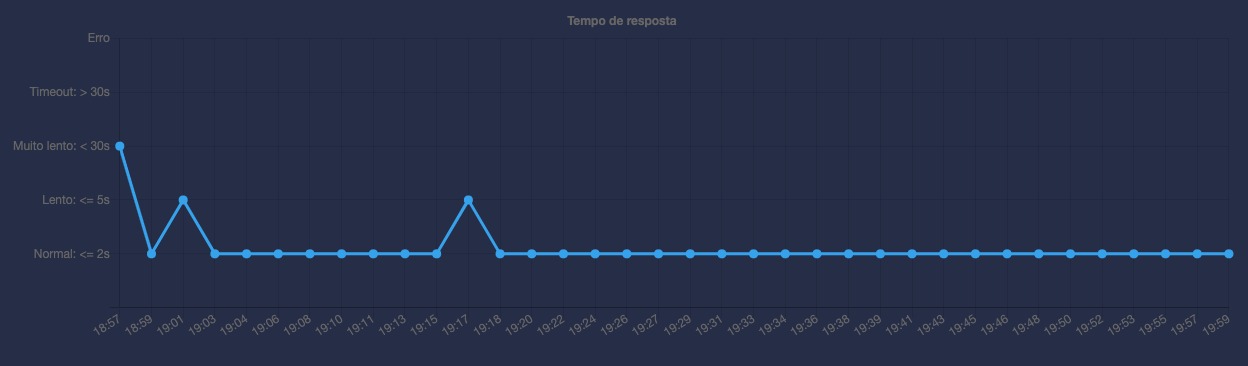 Tempo de resposta
Erro
Timeout: > 30s
Muito lento: < 30s
Lento: <= 5s
Normal: <= 2s
18:57 18:59 19:01 19:03 19:04 19:06 19:08 19:10 19:11 19:13 19:15 19:17 19:18 19:20 19:22 19:24 19:26 19:27 19:29 19:31 19:33 19:34 19:36 19:38 19:39 19:41 19:43 19:45 19:46 19:48 19:50 19:52 19:53 19:55 19:57 19:59